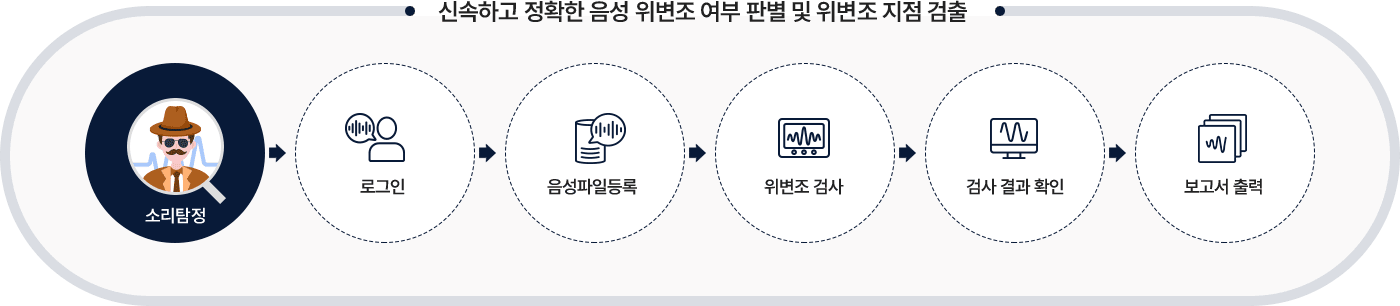 신속하고 정확한 음성 위변조 여부 판별 및 위변조 지점 검출
소리탐정
로그인
음성파일등록
위변조 검사
검사 결과 확인
보고서 출력